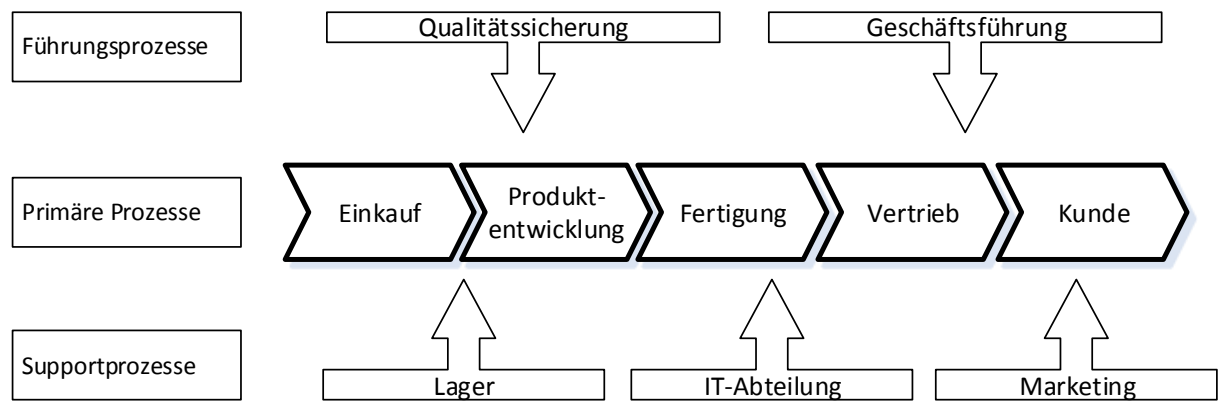 Führungsprozesse
Qualitätssicherung
Geschäftsführung
Primäre Prozesse
Einkauf
Produkt-
entwicklung
Fertigung
Vertrieb
Kunde
Supportprozesse
Lager
IT-Abteilung
Marketing